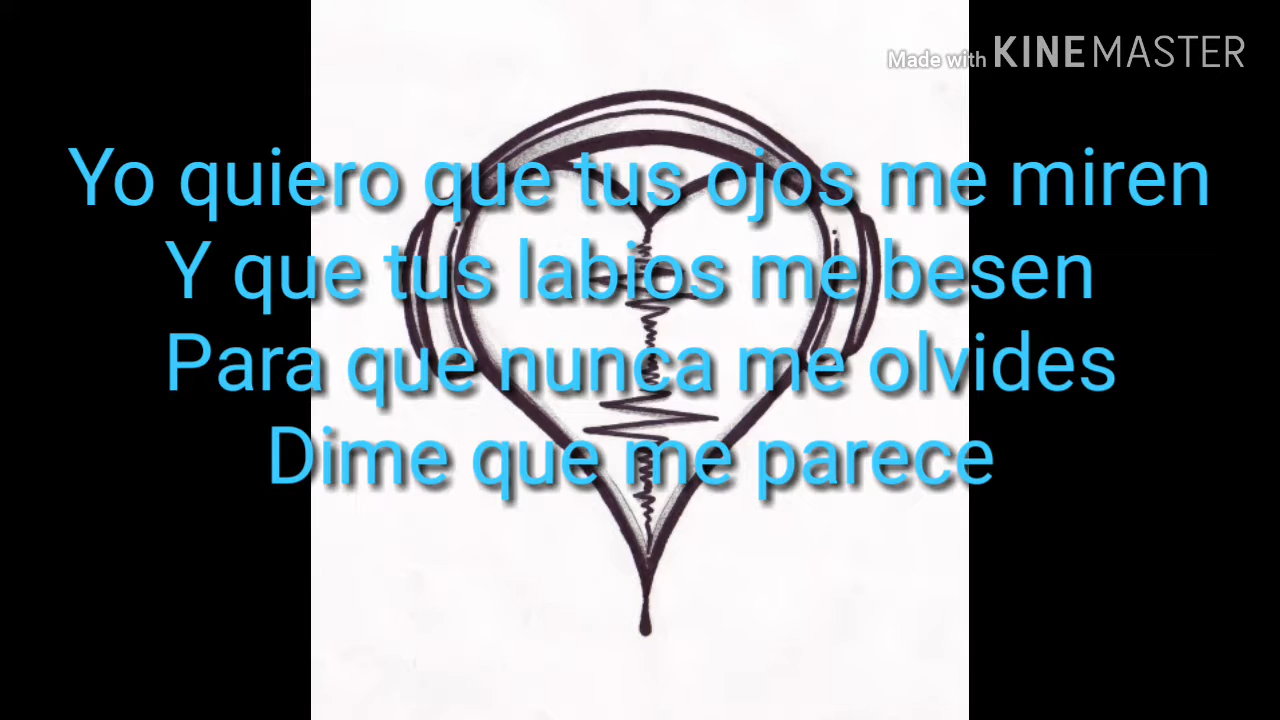 Made with KINEMASTER
Yo quiero que tus ojos me miren
Y que tus labios me besen
Para que nunca me olvides
Dime que me parece